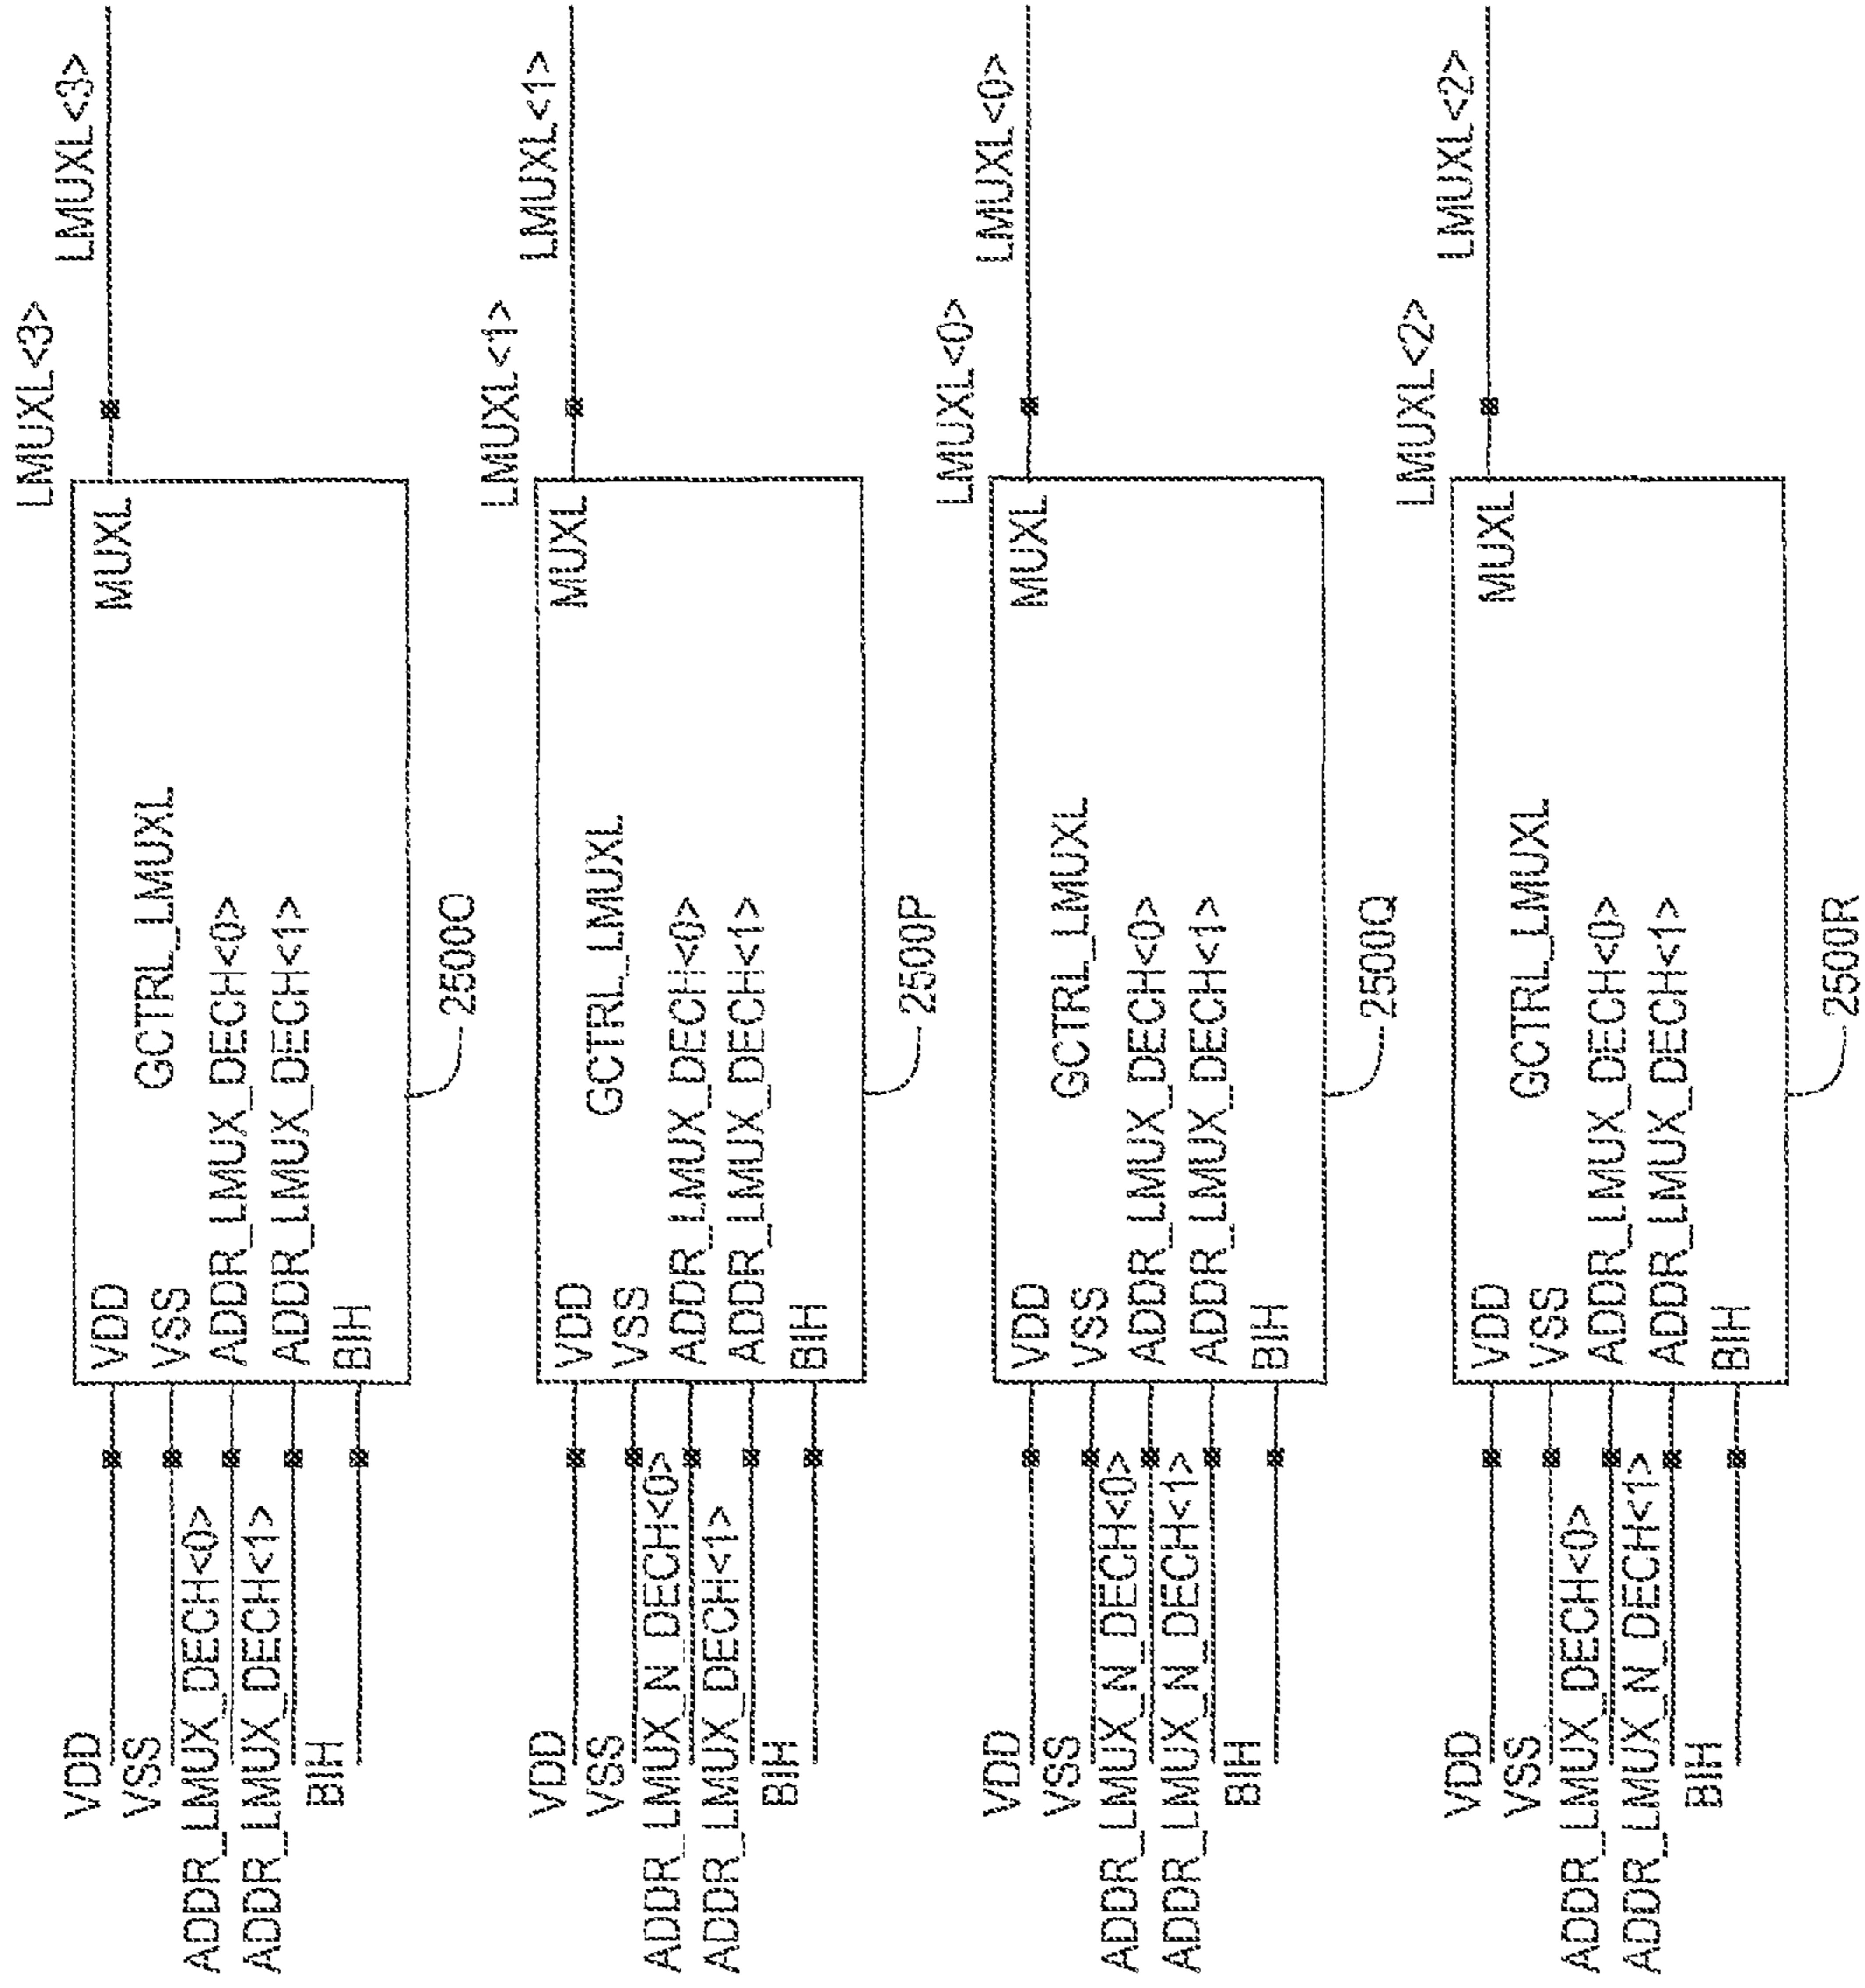 LMUXL<3>
LMUXL<3>
MUXL
GCTRL_LMUXL
VDD
VSS
ADDR_LMUX_DECH<0>
ADDR_LMUX_DECH<1>
BIH
VDD
VSS
ADDR_LMUX_DECH<0>
ADDR_LMUX_DECH<1>
BIH
2500O
LMUXL<1>
LMUXL<1>
MUXL
GCTRL_LMUXL
VDD
VSS
ADDR_LMUX_DECH<0>
ADDR_LMUX_DECH<1>
BIH
VDD
VSS
ADDR_LMUX_N_DECH<0>
ADDR_LMUX_DECH<1>
BIH
2500P
LMUXL<0>
LMUXL<0>
MUXL
GCTRL_LMUXL
VDD
VSS
ADDR_LMUX_DECH<0>
ADDR_LMUX_DECH<1>
BIH
VDD
VSS
ADDR_LMUX_N_DECH<0>
ADDR_LMUX_N_DECH<1>
BIH
2500Q
LMUXL<2>
LMUXL<2>
MUXL
GCTRL_LMUXL
VDD
VSS
ADDR_LMUX_DECH<0>
ADDR_LMUX_DECH<1>
BIH
VDD
VSS
ADDR_LMUX_DECH<0>
ADDR_LMUX_N_DECH<1>
BIH
2500R